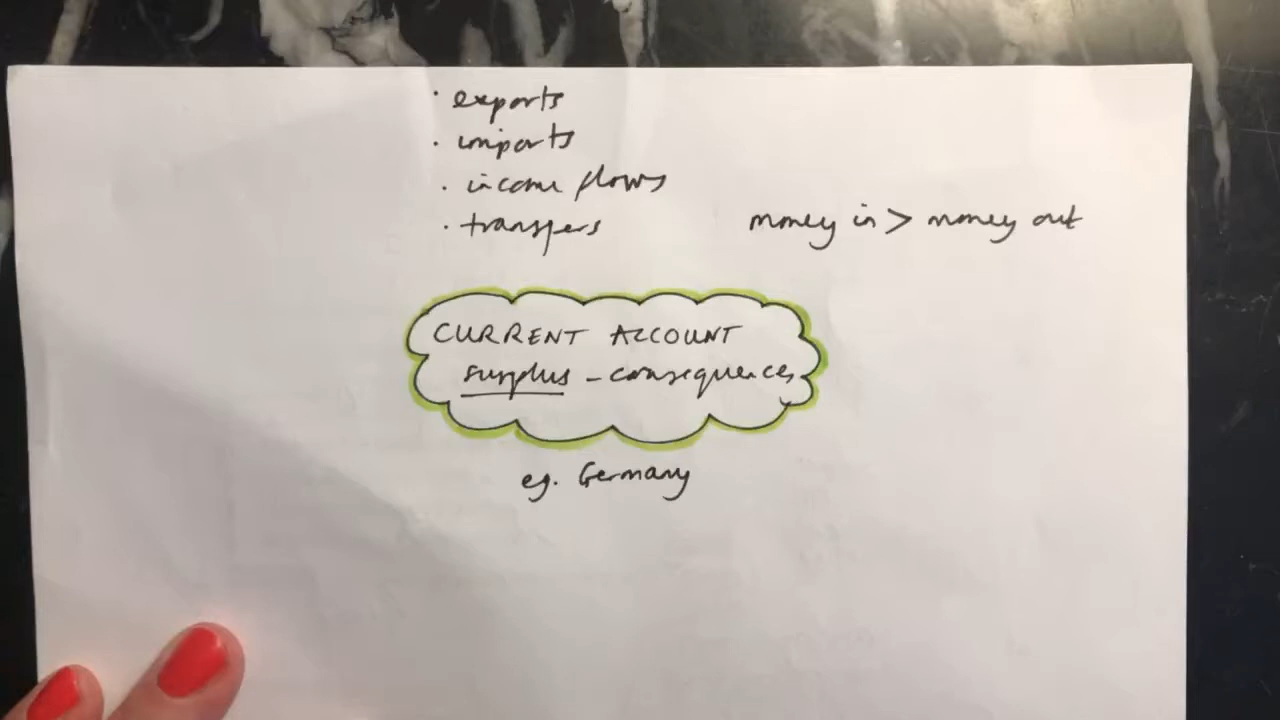 · exports
· imports
· income flows
· transfers
money in > money out
CURRENT ACCOUNT
surplus - consequences
eg. Germany